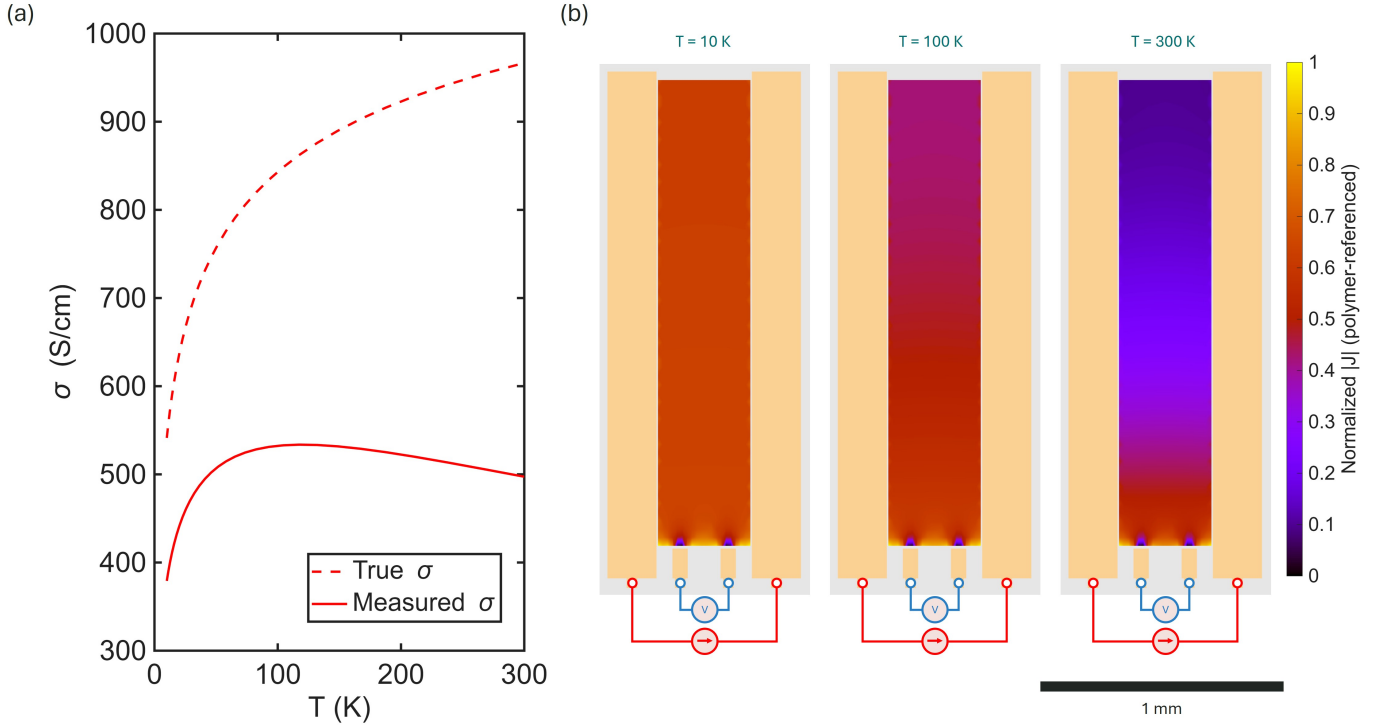 (a)
1000
900
800
700
600
500
400
300
σ (S/cm)
0
100
200
300
T (K)
True σ
Measured σ
(b)
T = 10 K
T = 100 K
T = 300 K
V
V
V
1
0.9
0.8
0.7
0.6
0.5
0.4
0.3
0.2
0.1
0
Normalized |J| (polymer-referenced)
1 mm